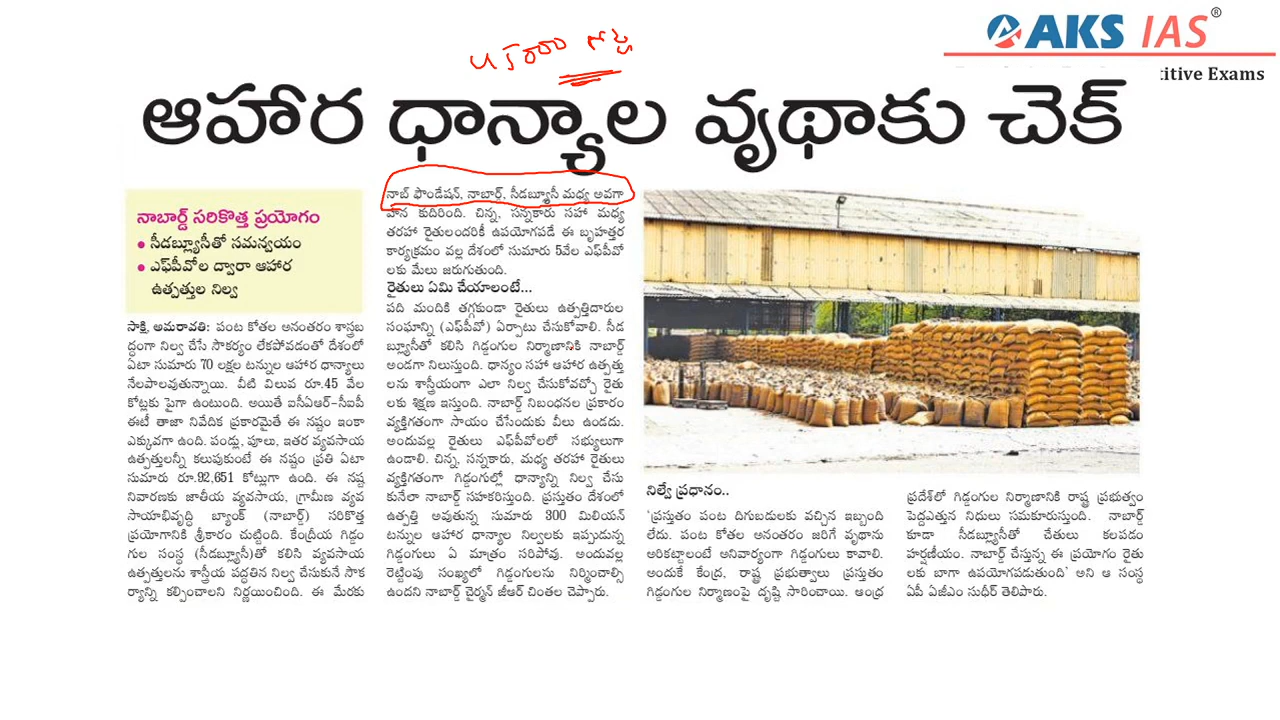 AKS IAS®
titive Exams
ఆహార ధాన్యాల వృథాకు చెక్
నాబార్డ్ సరికొత్త ప్రయోగం
• సీడబ్ల్యూసీతో సమన్వయం
• ఎఫ్‌పీవోల ద్వారా ఆహార
ఉత్పత్తుల నిల్వ
సాక్షి, అమరావతి: పంట కోతల అనంతరం శాస్త్రబ
ద్ధంగా నిల్వ చేసే సౌకర్యం లేకపోవడంతో దేశంలో
ఏటా సుమారు 70 లక్షల టన్నుల ఆహార ధాన్యాలు
నేలపాలవుతున్నాయి. వీటి విలువ రూ.45 వేల
కోట్లకు పైగా ఉంటుంది. అయితే ఐసీఏఆర్-సీఐపీ
ఈటీ తాజా నివేదిక ప్రకారమైతే ఈ నష్టం ఇంకా
ఎక్కువగా ఉంది. పండ్లు, పూలు, ఇతర వ్యవసాయ
ఉత్పత్తులన్నీ కలుపుకుంటే ఈ నష్టం ప్రతి ఏటా
సుమారు రూ.92,651 కోట్లుగా ఉంది. ఈ నష్ట
నివారణకు జాతీయ వ్యవసాయ, గ్రామీణ వ్యవ
సాయాభివృద్ధి బ్యాంక్ (నాబార్డ్) సరికొత్త
ప్రయోగానికి శ్రీకారం చుట్టింది. కేంద్రీయ గిడ్డం
గుల సంస్థ (సీడబ్ల్యూసీ)తో కలిసి వ్యవసాయ
ఉత్పత్తులను శాస్త్రీయ పద్ధతిన నిల్వ చేసుకునే సౌక
ర్యాన్ని కల్పించాలని నిర్ణయించింది. ఈ మేరకు
నాబ్ ఫౌండేషన్, నాబార్డ్, సీడబ్ల్యూసీ మధ్య అవగా
హన కుదిరింది. చిన్న, సన్నకారు సహా మధ్య
తరహా రైతులందరికీ ఉపయోగపడే ఈ బృహత్తర
కార్యక్రమం వల్ల దేశంలో సుమారు 5వేల ఎఫ్‌పీవో
లకు మేలు జరుగుతుంది.
రైతులు ఏమి చేయాలంటే...
పది మందికి తగ్గకుండా రైతులు ఉత్పత్తిదారుల
సంఘాన్ని (ఎఫ్‌పీవో) ఏర్పాటు చేసుకోవాలి. సీడ
బ్ల్యూసీతో కలిసి గిడ్డంగుల నిర్మాణానికి నాబార్డ్
అండగా నిలుస్తుంది. ధాన్యం సహా ఆహార ఉత్పత్తు
లను శాస్త్రీయంగా ఎలా నిల్వ చేసుకోవచ్చో రైతు
లకు శిక్షణ ఇస్తుంది. నాబార్డ్ నిబంధనల ప్రకారం
వ్యక్తిగతంగా సాయం చేసేందుకు వీలు ఉండదు.
అందువల్ల రైతులు ఎఫ్‌పీవోలలో సభ్యులుగా
ఉండాలి. చిన్న, సన్నకారు, మధ్య తరహా రైతులు
వ్యక్తిగతంగా గిడ్డంగుల్లో ధాన్యాన్ని నిల్వ చేసు
కునేలా నాబార్డ్ సహకరిస్తుంది. ప్రస్తుతం దేశంలో
ఉత్పత్తి అవుతున్న సుమారు 300 మిలియన్
టన్నుల ఆహార ధాన్యాల నిల్వలకు ఇప్పుడున్న
గిడ్డంగులు ఏ మాత్రం సరిపోవు. అందువల్ల
రెట్టింపు సంఖ్యలో గిడ్డంగులను నిర్మించాల్సి
ఉందని నాబార్డ్ చైర్మన్ జీఆర్ చింతల చెప్పారు.
నిల్వే ప్రధానం..
‘ప్రస్తుతం పంట దిగుబడులకు వచ్చిన ఇబ్బంది
లేదు. పంట కోతల అనంతరం జరిగే వృథాను
అరికట్టాలంటే అనివార్యంగా గిడ్డంగులు కావాలి.
అందుకే కేంద్ర, రాష్ట్ర ప్రభుత్వాలు ప్రస్తుతం
గిడ్డంగుల నిర్మాణంపై దృష్టి సారించాయి. ఆంధ్ర
ప్రదేశ్‌లో గిడ్డంగుల నిర్మాణానికి రాష్ట్ర ప్రభుత్వం
పెద్దఎత్తున నిధులు సమకూరుస్తుంది. నాబార్డ్
కూడా సీడబ్ల్యూసీతో చేతులు కలపడం
హర్షణీయం. నాబార్డ్ చేస్తున్న ఈ ప్రయోగం రైతు
లకు బాగా ఉపయోగపడుతుంది’ అని ఆ సంస్థ
ఏపీ ఏజీఎం సుధీర్ తెలిపారు.